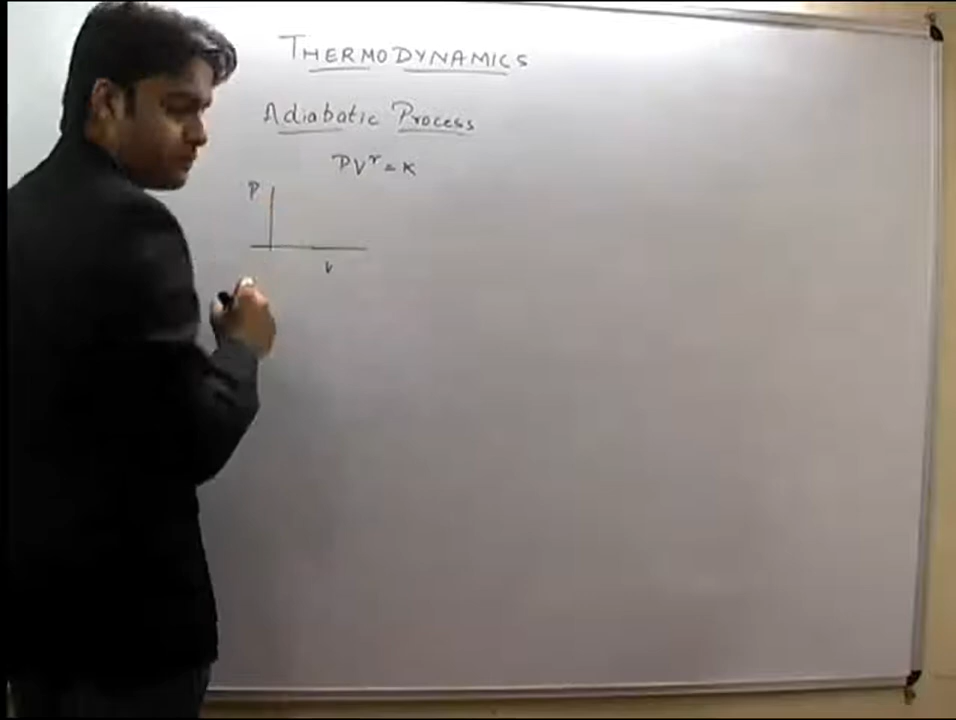 THERMODYNAMICS
Adiabatic Process
PV^r = K
P
V